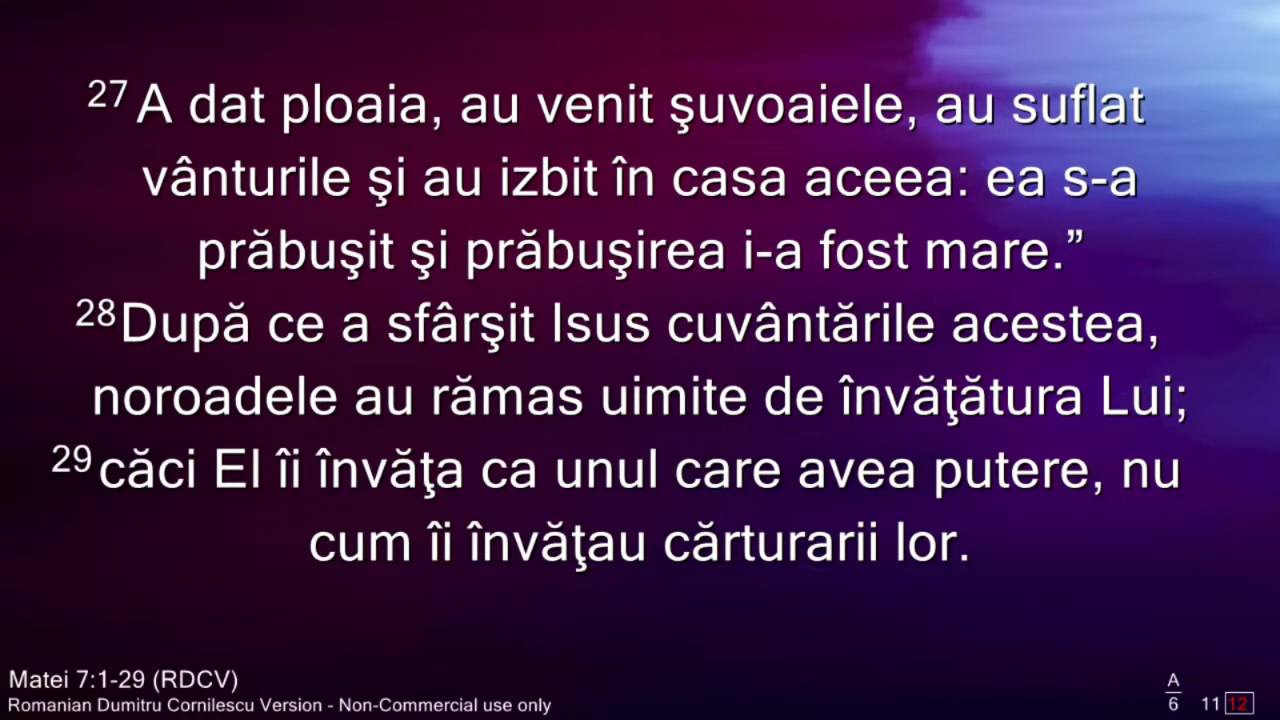 27 A dat ploaia, au venit şuvoaiele, au suflat
vânturile şi au izbit în casa aceea: ea s-a
prăbuşit şi prăbuşirea i-a fost mare.”
28 După ce a sfârşit Isus cuvântările acestea,
noroadele au rămas uimite de învăţătura Lui;
29 căci El îi învăţa ca unul care avea putere, nu
cum îi învăţau cărturarii lor.
Matei 7:1-29 (RDCV)
Romanian Dumitru Cornilescu Version - Non-Commercial use only
A
6
11 12